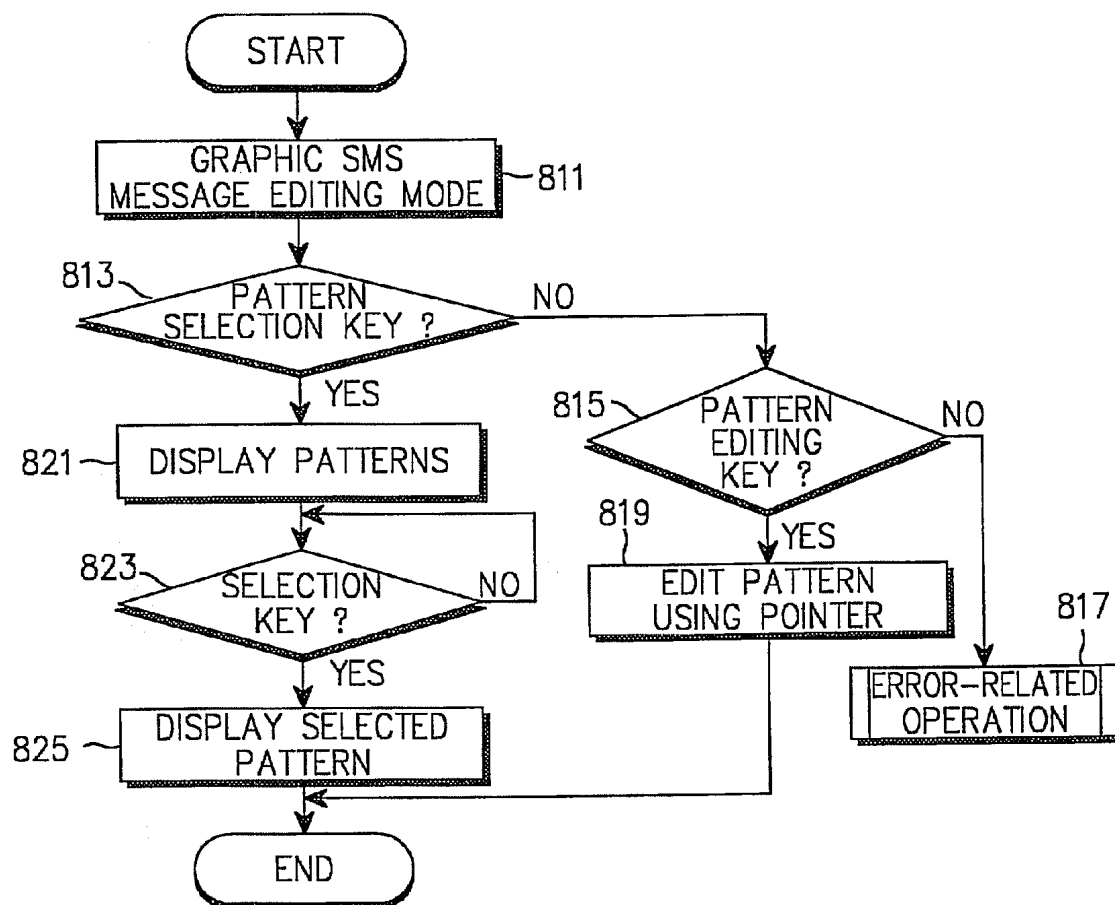 START
GRAPHIC SMS
MESSAGE EDITING MODE
811
813
PATTERN
SELECTION KEY ?
NO
YES
815
PATTERN
EDITING
KEY ?
NO
821
DISPLAY PATTERNS
819
YES
823
SELECTION
KEY ?
NO
EDIT PATTERN
USING POINTER
817
YES
ERROR-RELATED
OPERATION
825
DISPLAY SELECTED
PATTERN
END